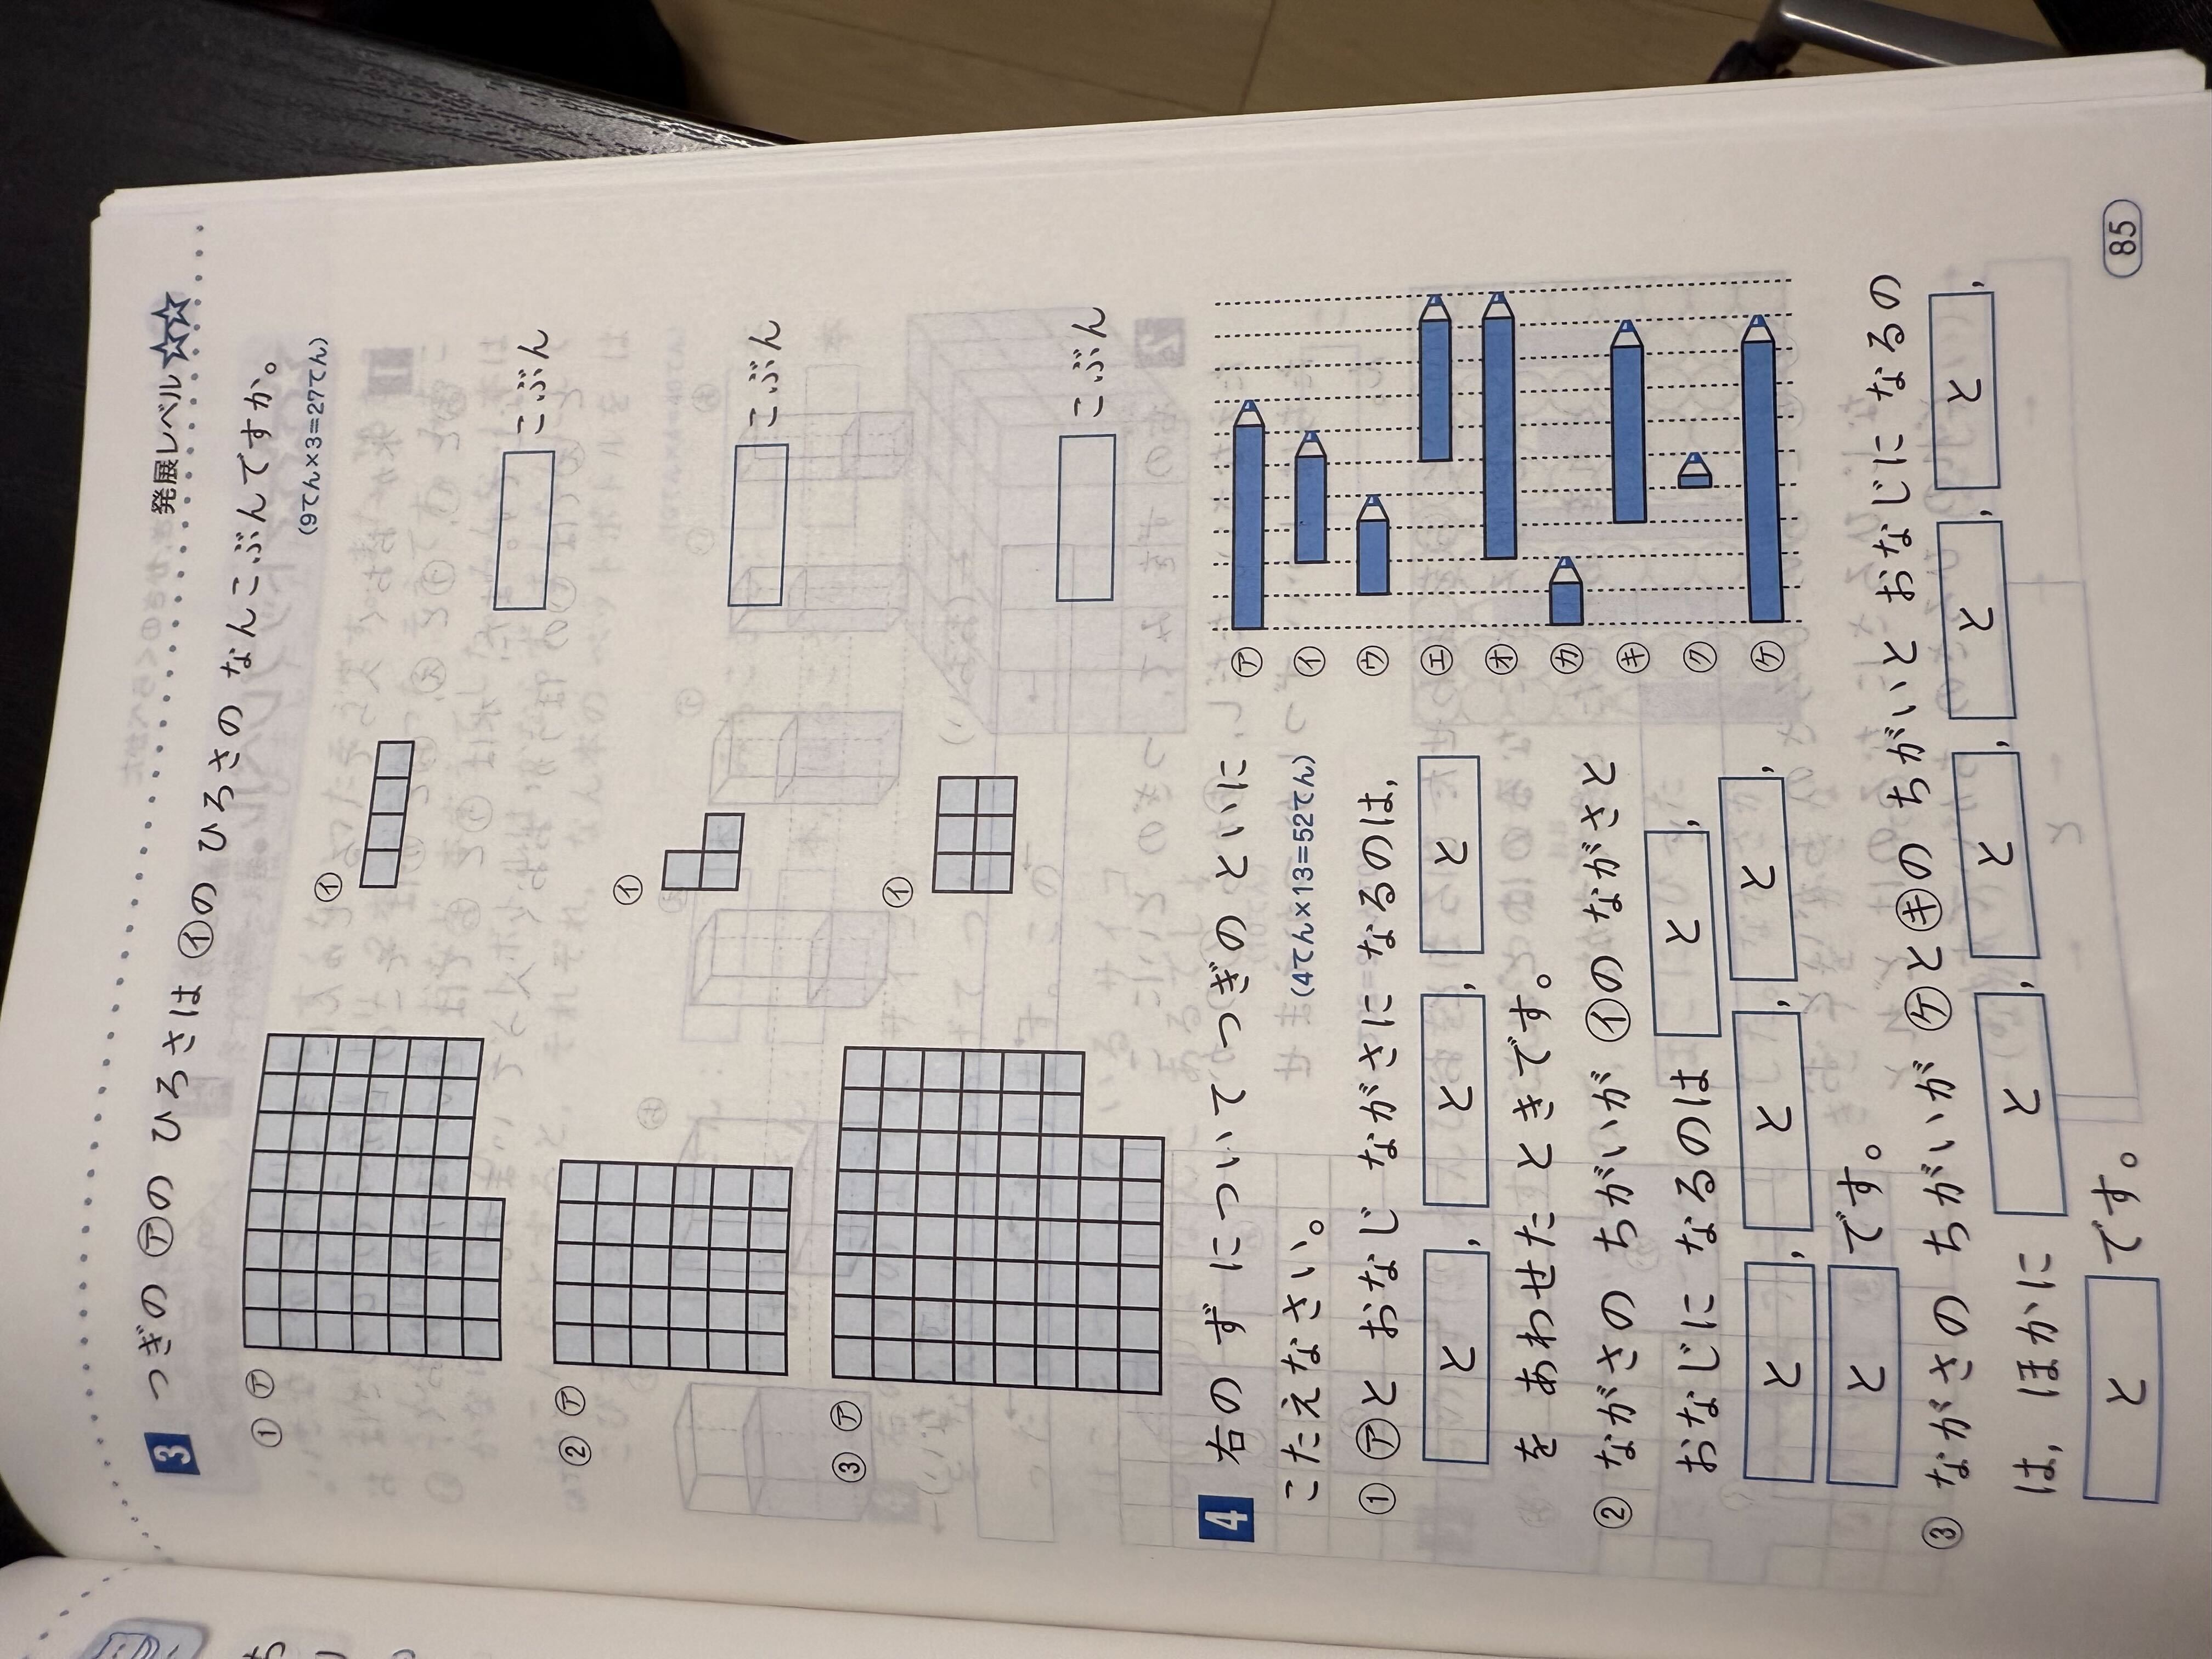 発展レベル☆☆
3 つぎの ㋐の ひろさは ㋑の ひろさの なんこぶんですか。
(9てん×3=27てん)
① ㋐ ㋑ こぶん
② ㋐ ㋑ こぶん
③ ㋐ ㋑ こぶん
4 右の ずに ついて つぎの といに
こたえなさい。
(4てん×13=52てん)
① ㋐と おなじ ながさに なるのは，
と ， と ， と
を あわせた ときです。
② ながさの ちがいが ㋑の ながさと
おなじに なるのは と ，
と ， と ， と ，
と です。
㋐
㋑
㋒
㋓
㋔
㋕
㋖
㋗
㋘
③ ながさの ちがいが ㋘と㋖の ちがいと おなじに なるの
は，ほかに と ， と ， と ， と ，
と です。
85